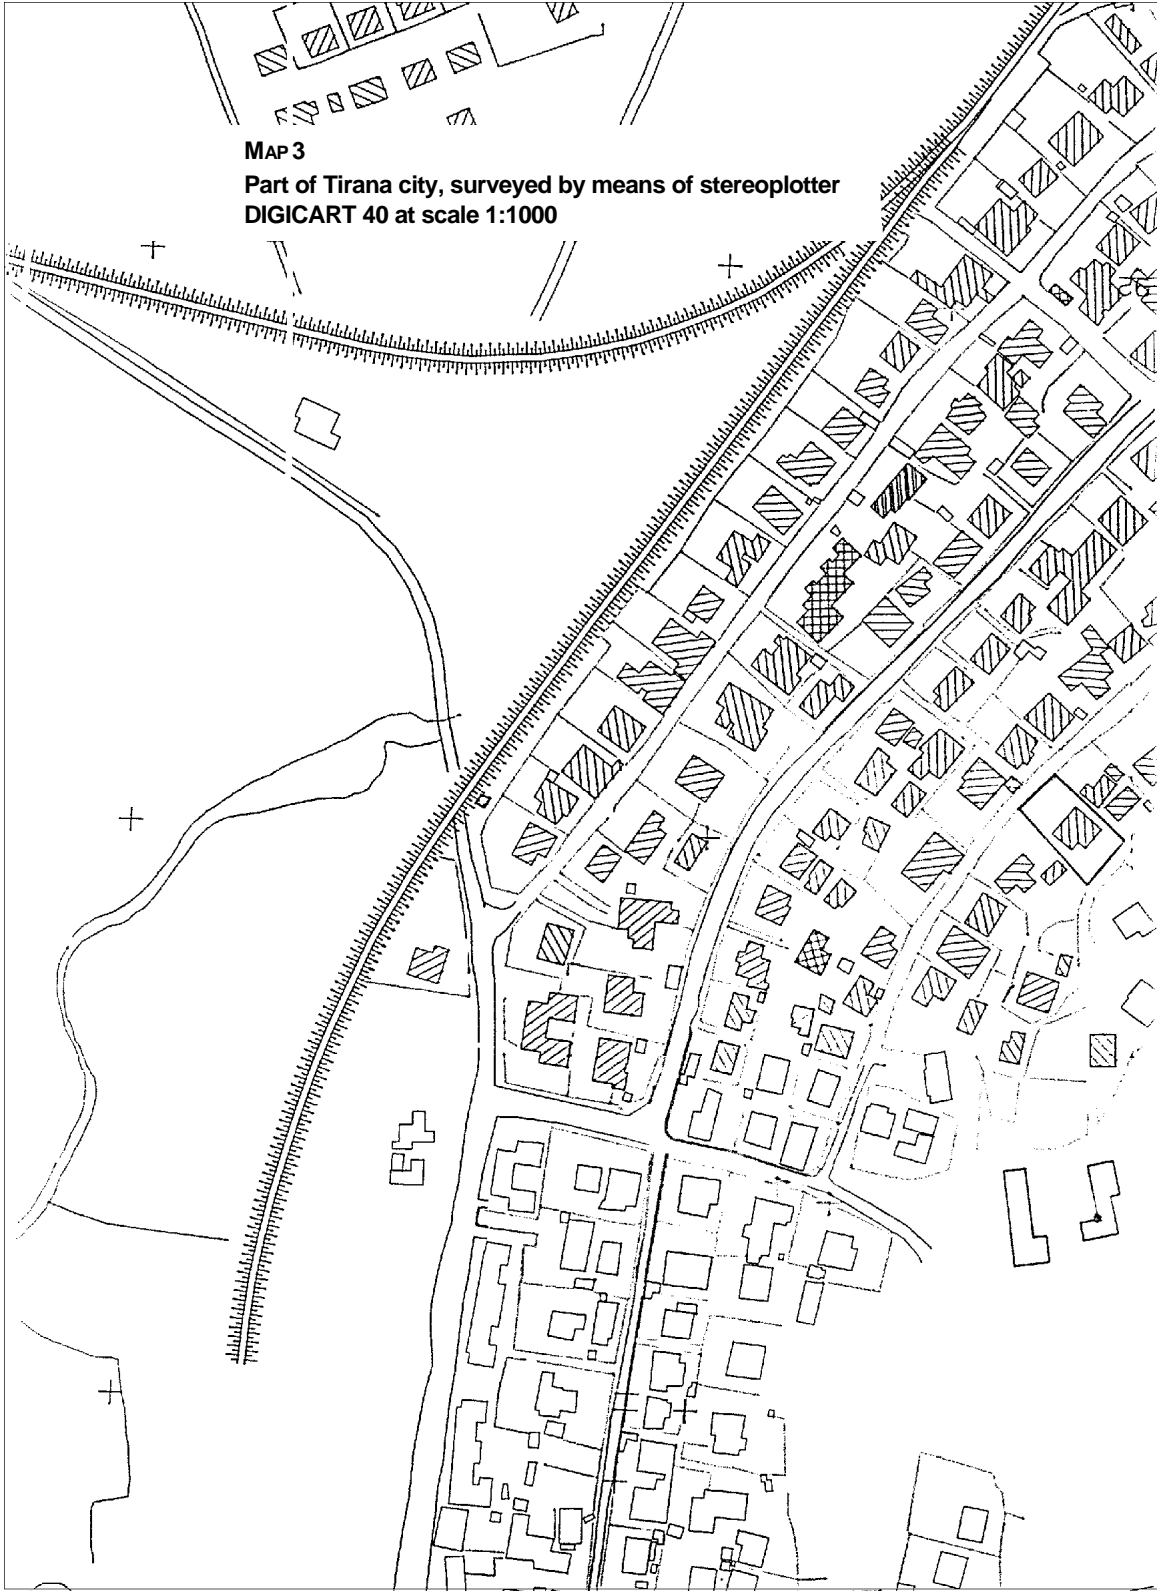 MAP 3
Part of Tirana city, surveyed by means of stereoplotter
DIGICART 40 at scale 1:1000